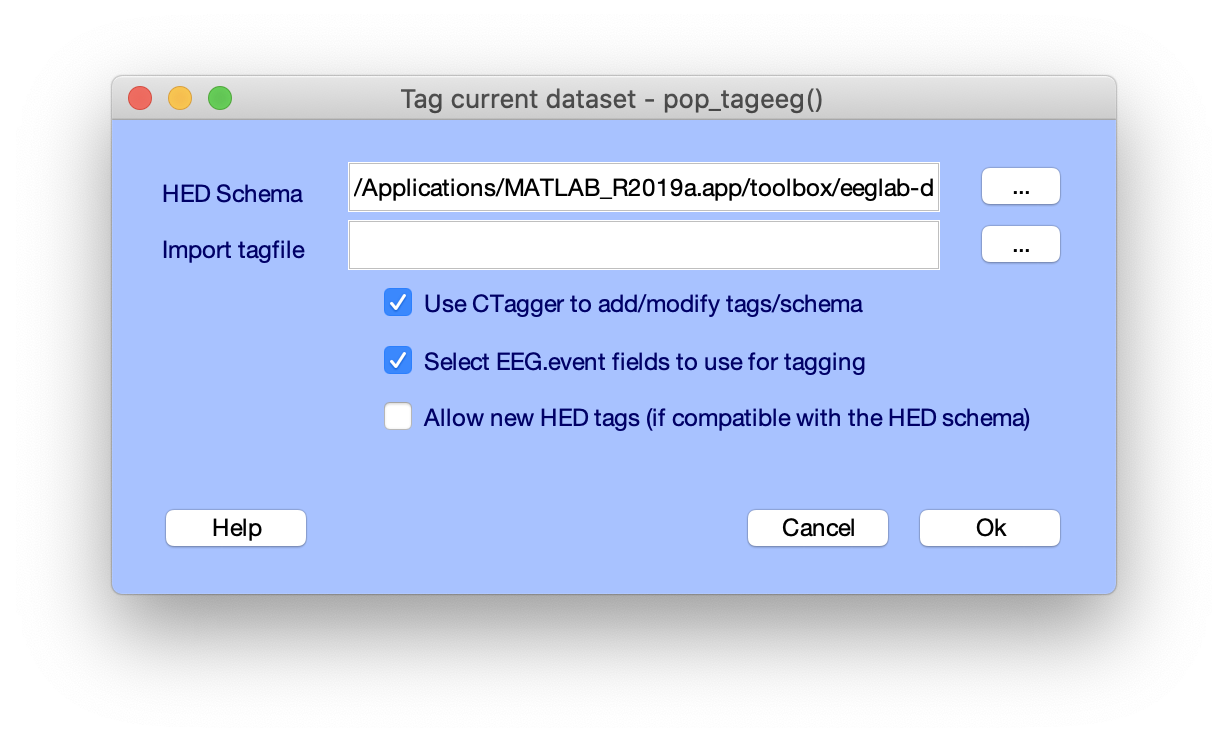 Tag current dataset - pop_tageeg()
HED Schema /Applications/MATLAB_R2019a.app/toolbox/eeglab-d ...
Import tagfile ...
Use CTagger to add/modify tags/schema
Select EEG.event fields to use for tagging
Allow new HED tags (if compatible with the HED schema)
Help Cancel Ok